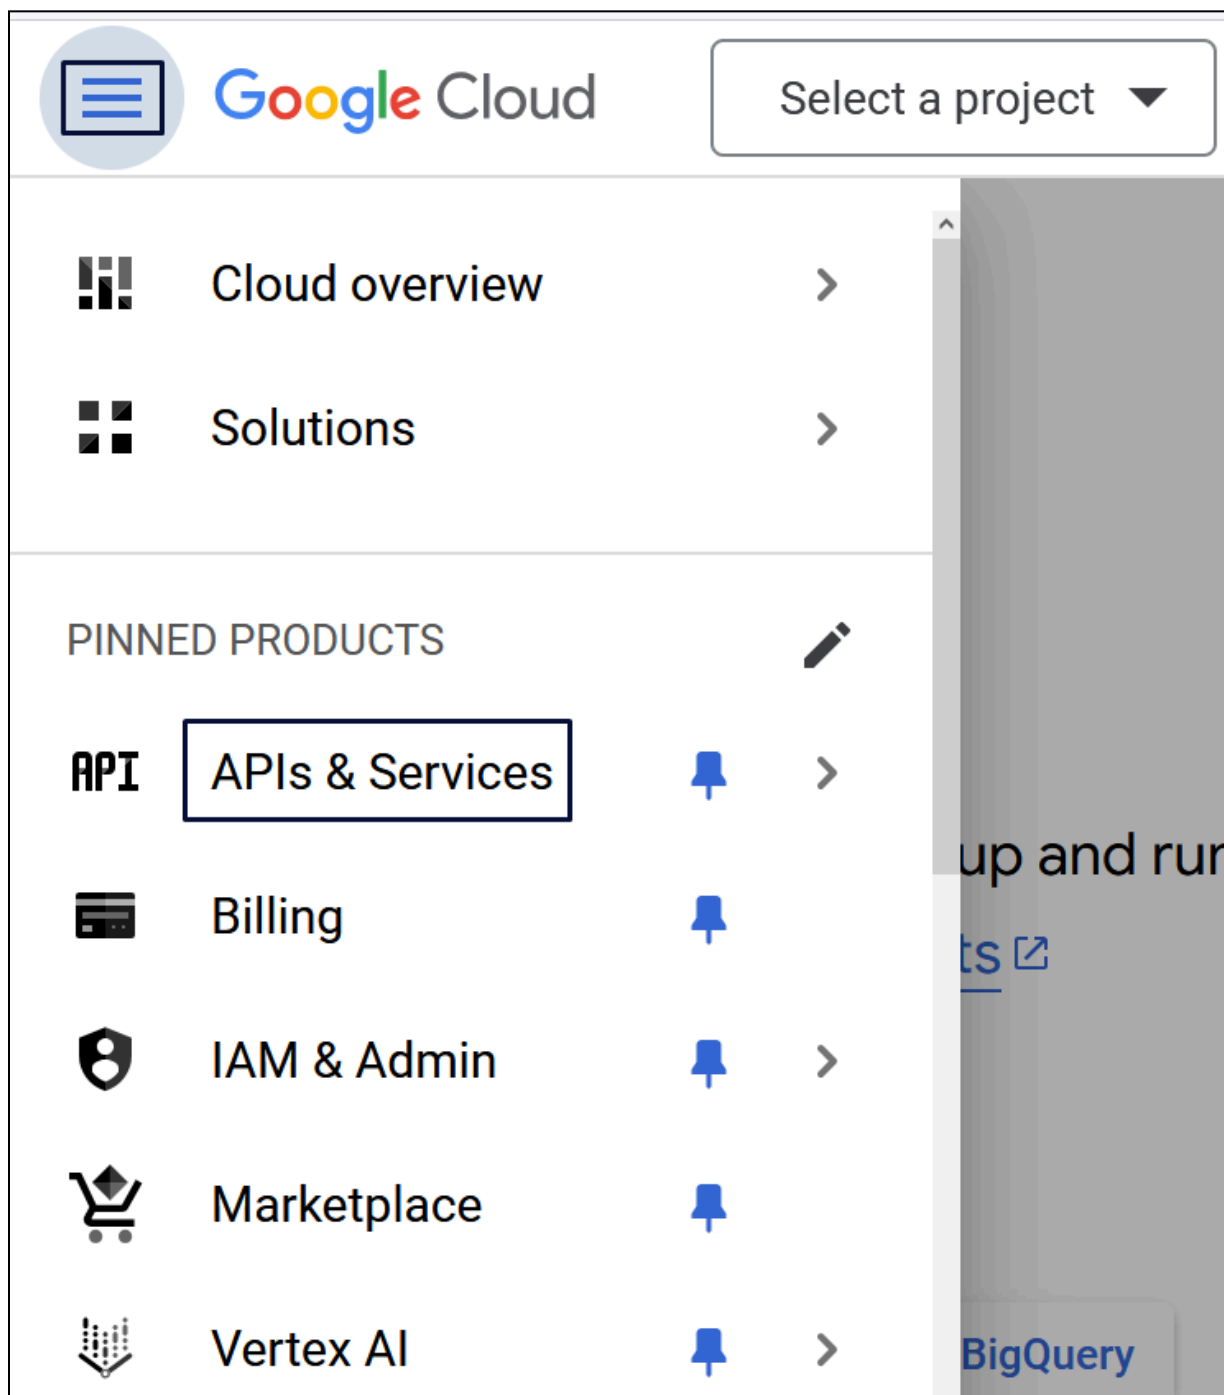 Google Cloud
Select a project
Cloud overview
Solutions
PINNED PRODUCTS
API
APIs & Services
Billing
IAM & Admin
Marketplace
Vertex AI
up and
ts
BigQuery